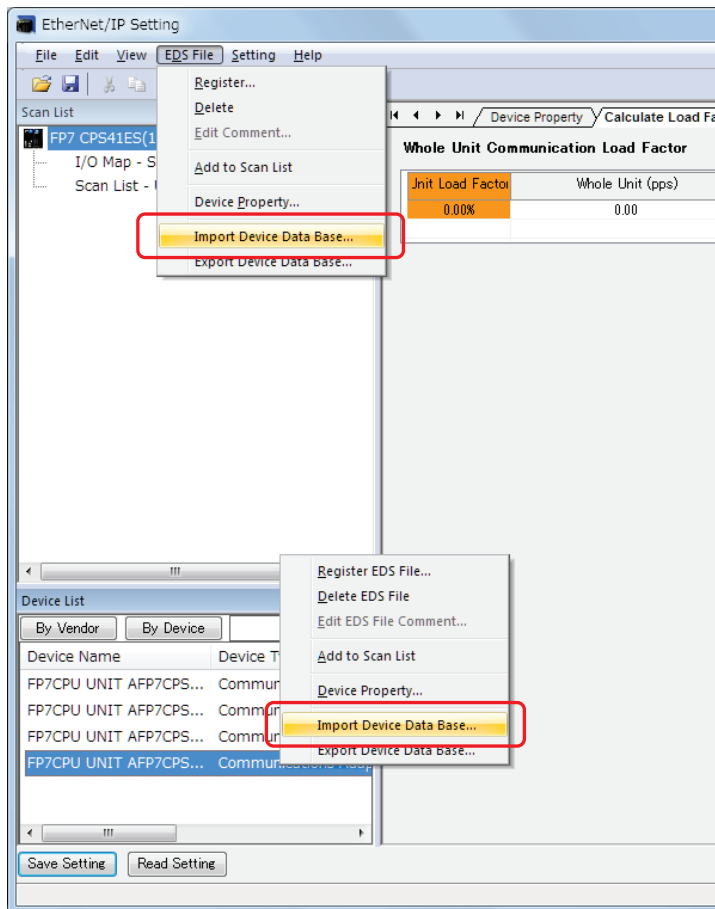 EtherNet/IP Setting
File Edit View EDS File Setting Help
Scan List
FP7 CPS41ES(1
I/O Map - S
Scan List -
Register...
Delete
Edit Comment...
Add to Scan List
Device Property...
Import Device Data Base...
Export Device Data Base...
Device Property Calculate Load Fa
Whole Unit Communication Load Factor
Unit Load Factor Whole Unit (pps)
0.00% 0.00
Device List
By Vendor By Device
Device Name Device T
FP7CPU UNIT AFP7CPS... Commun
FP7CPU UNIT AFP7CPS... Commun
FP7CPU UNIT AFP7CPS... Commun
FP7CPU UNIT AFP7CPS... Communications Adap
Register EDS File...
Delete EDS File
Edit EDS File Comment...
Add to Scan List
Device Property...
Import Device Data Base...
Export Device Data Base...
Save Setting Read Setting